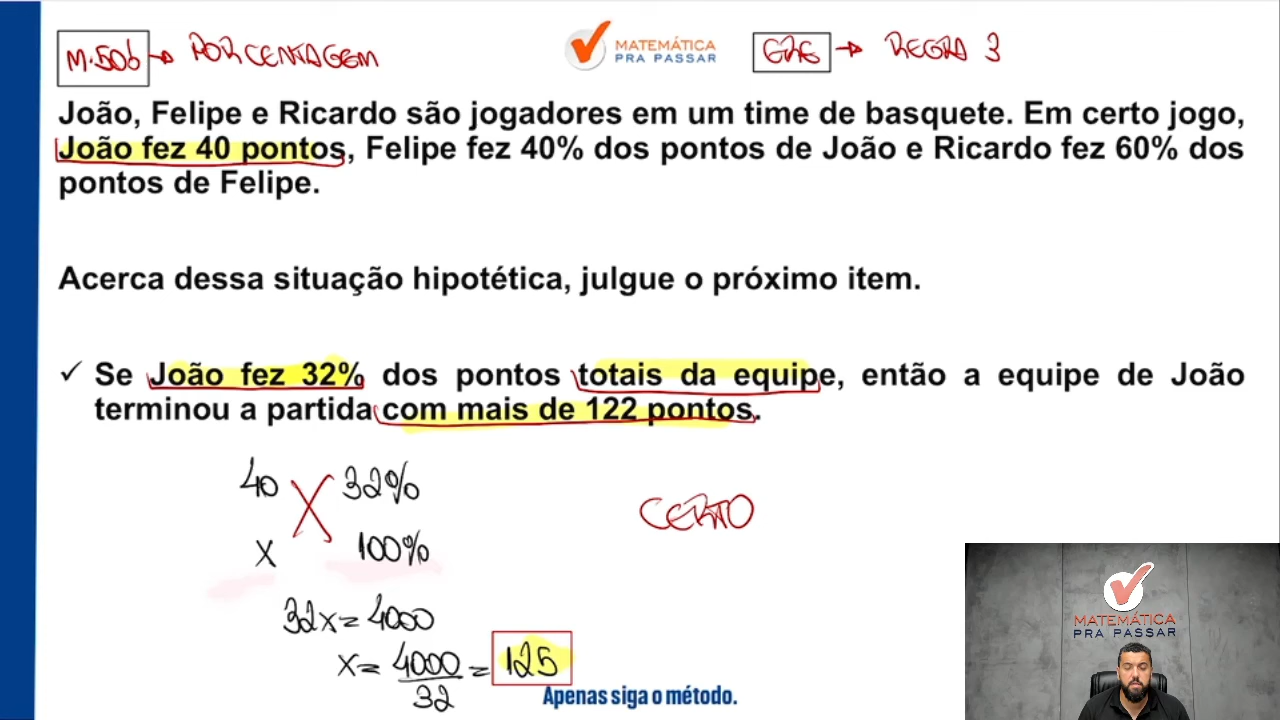 M.506 → PORCENTAGEM
MATEMÁTICA
PRA PASSAR
→ REGRA 3
João, Felipe e Ricardo são jogadores em um time de basquete. Em certo jogo,
João fez 40 pontos, Felipe fez 40% dos pontos de João e Ricardo fez 60% dos
pontos de Felipe.
Acerca dessa situação hipotética, julgue o próximo item.
✓ Se João fez 32% dos pontos totais da equipe, então a equipe de João
terminou a partida com mais de 122 pontos.
40 32%
x 100%
CERTO
32x = 4000
x = 4000/32 = 125
Apenas siga o método.
MATEMÁTICA
PRA PASSAR